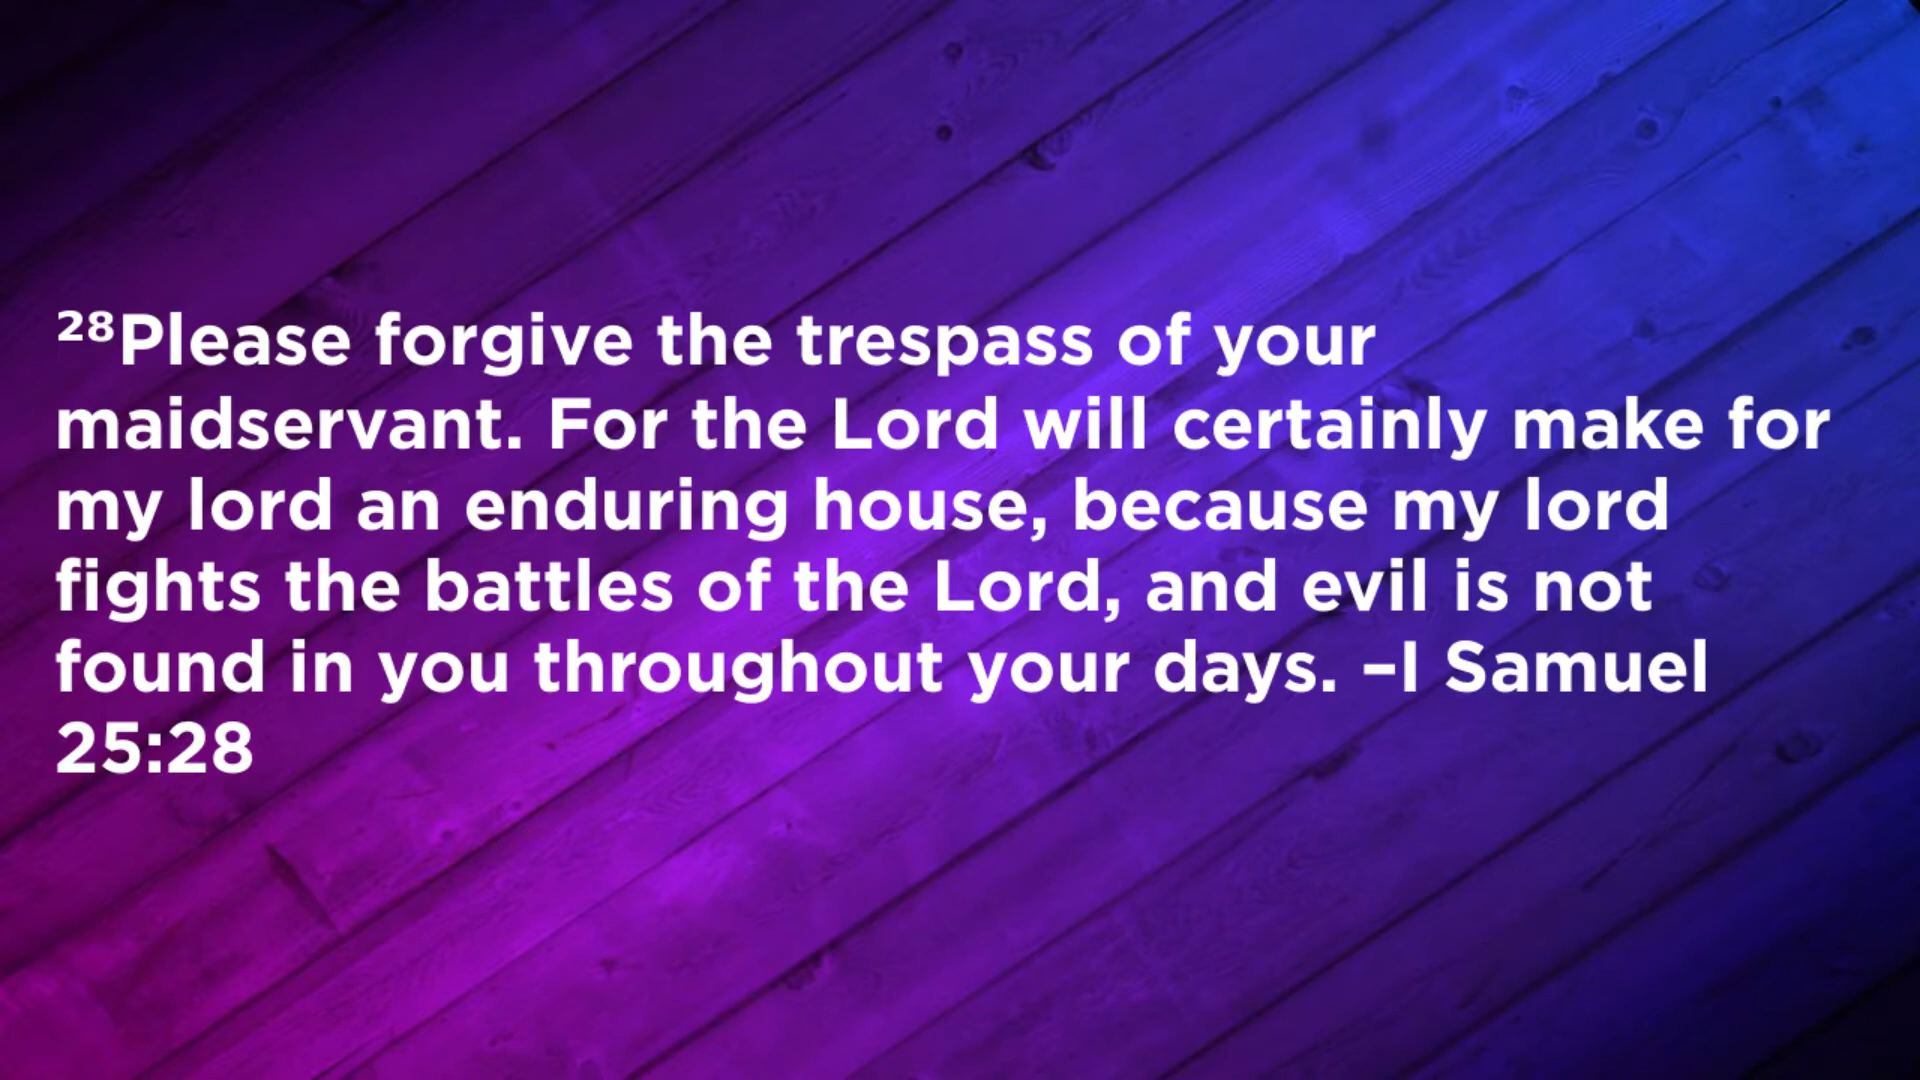 ²⁸Please forgive the trespass of your
maidservant. For the Lord will certainly make for
my lord an enduring house, because my lord
fights the battles of the Lord, and evil is not
found in you throughout your days. –I Samuel
25:28